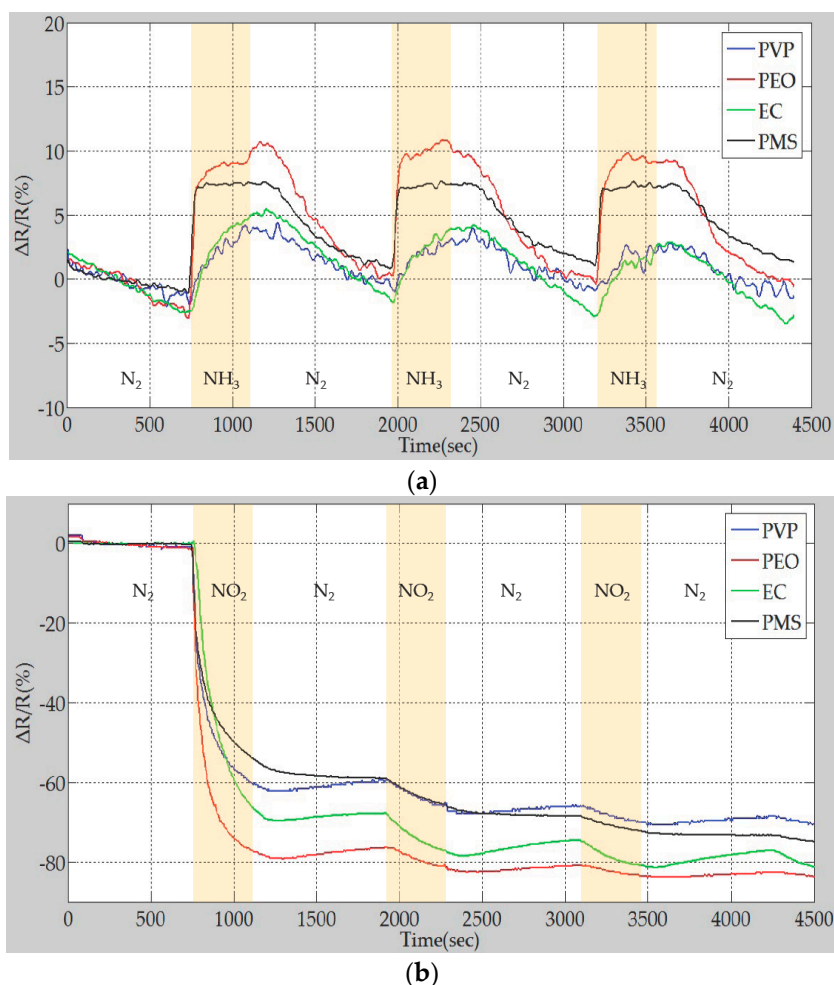 20
15
10
5
0
-5
-10
ΔR/R(%)
PVP
PEO
EC
PMS
N₂ NH₃ N₂ NH₃ N₂ NH₃ N₂
0 500 1000 1500 2000 2500 3000 3500 4000 4500
Time(sec)
(a)
0
-20
-40
-60
-80
ΔR/R(%)
PVP
PEO
EC
PMS
N₂ NO₂ N₂ NO₂ N₂ NO₂ N₂
0 500 1000 1500 2000 2500 3000 3500 4000 4500
Time(sec)
(b)